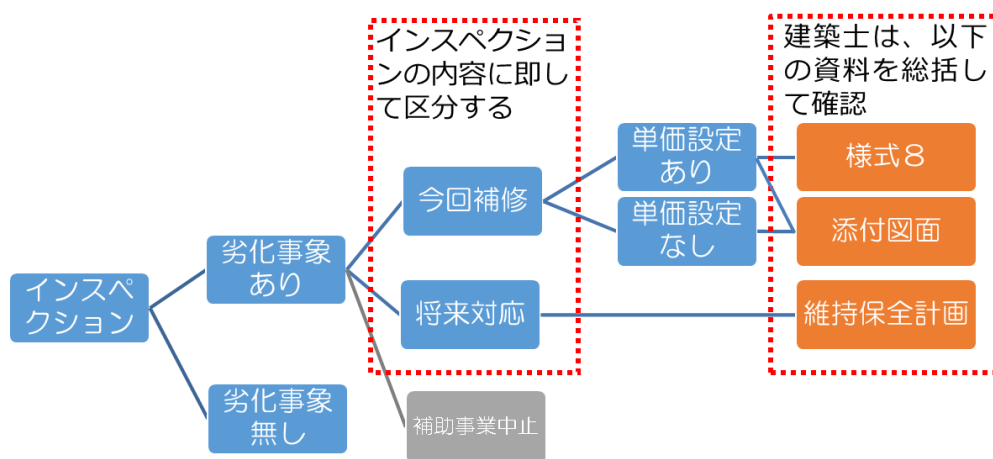 インスペクショ
ンの内容に即し
て区分する
建築士は、以下
の資料を総括し
て確認
単価設定
あり
様式８
今回補修
単価設定
なし
添付図面
劣化事象
あり
インスペ
クション
将来対応
維持保全計画
劣化事象
無し
補助事業中止